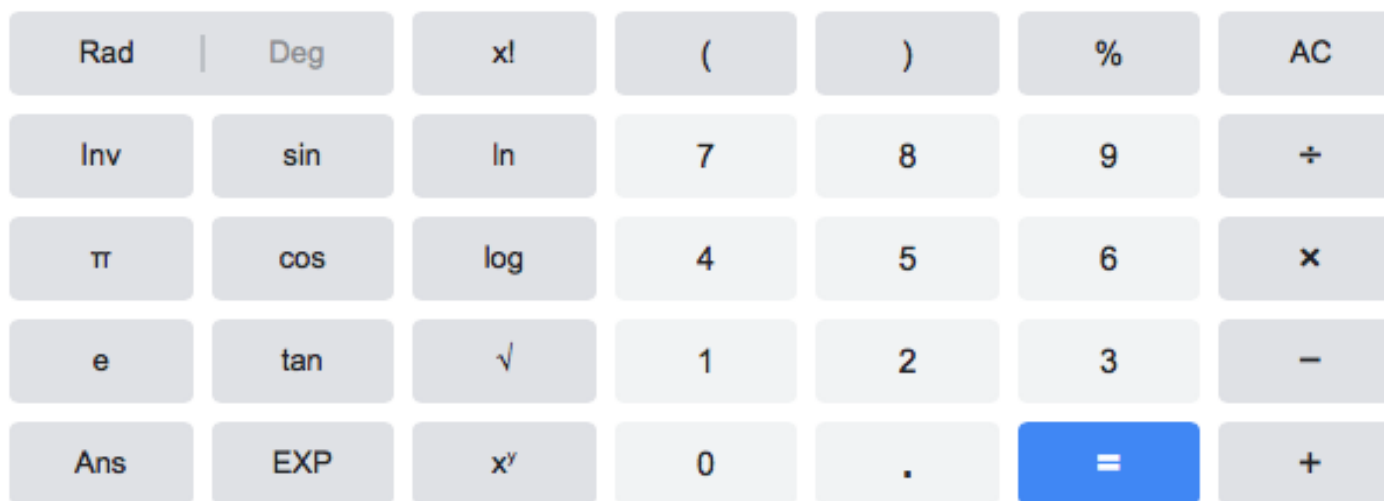 Rad | Deg x! ( ) % AC
Inv sin ln 7 8 9 ÷
π cos log 4 5 6 ×
e tan √ 1 2 3 −
Ans EXP xʸ 0 . = +